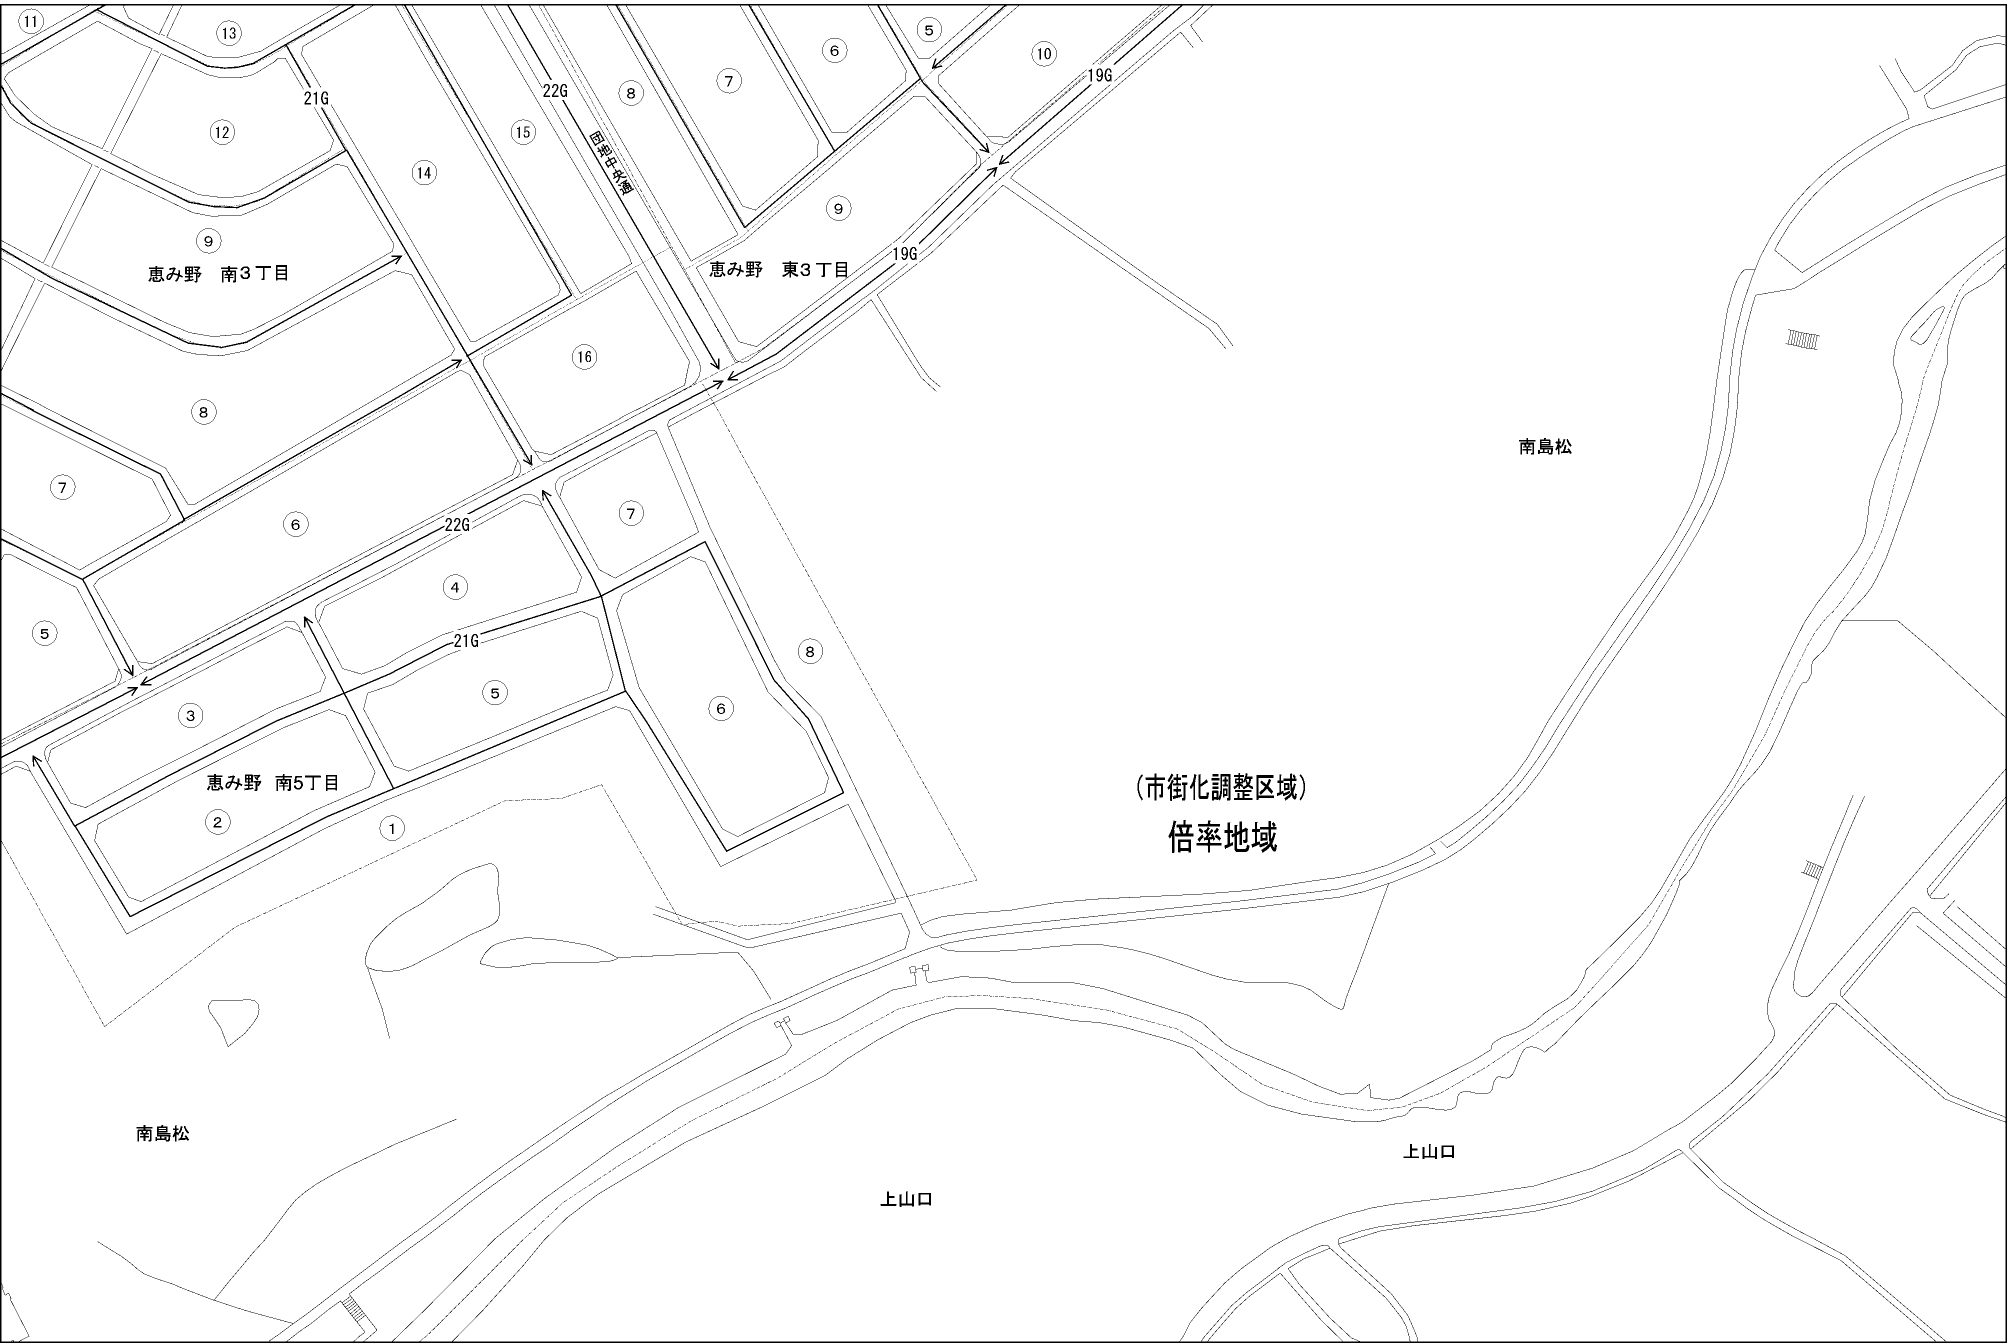 ⑪
⑬
⑤
⑥
⑩
19G
⑦
22G
⑧
21G
⑫
⑮
団地中央通
⑭
⑨
⑨
19G
恵み野 南3丁目
恵み野 東3丁目
⑯
⑧
南島松
⑦
⑥
22G
⑦
④
⑤
21G
⑧
⑤
③
⑥
恵み野 南5丁目
(市街化調整区域)
②
①
倍率地域
南島松
上山口
上山口